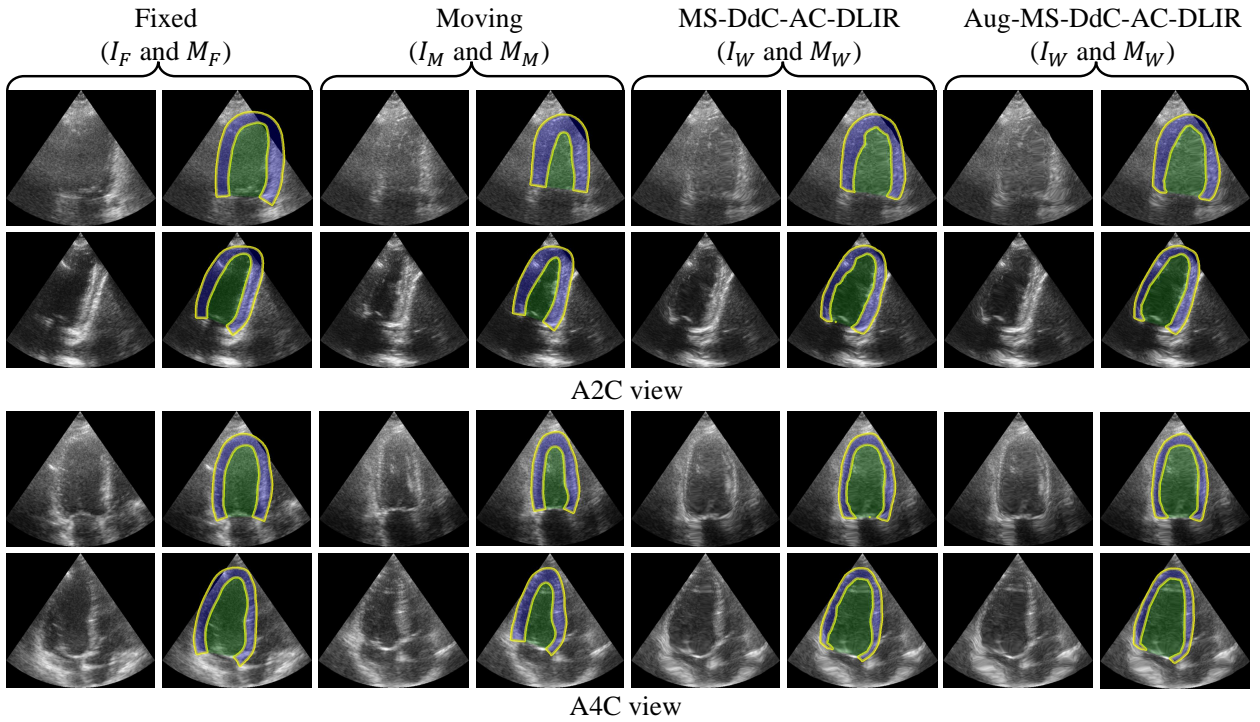 Fixed Moving MS-DdC-AC-DLIR Aug-MS-DdC-AC-DLIR
(I_F and M_F) (I_M and M_M) (I_W and M_W) (I_W and M_W)
A2C view
A4C view